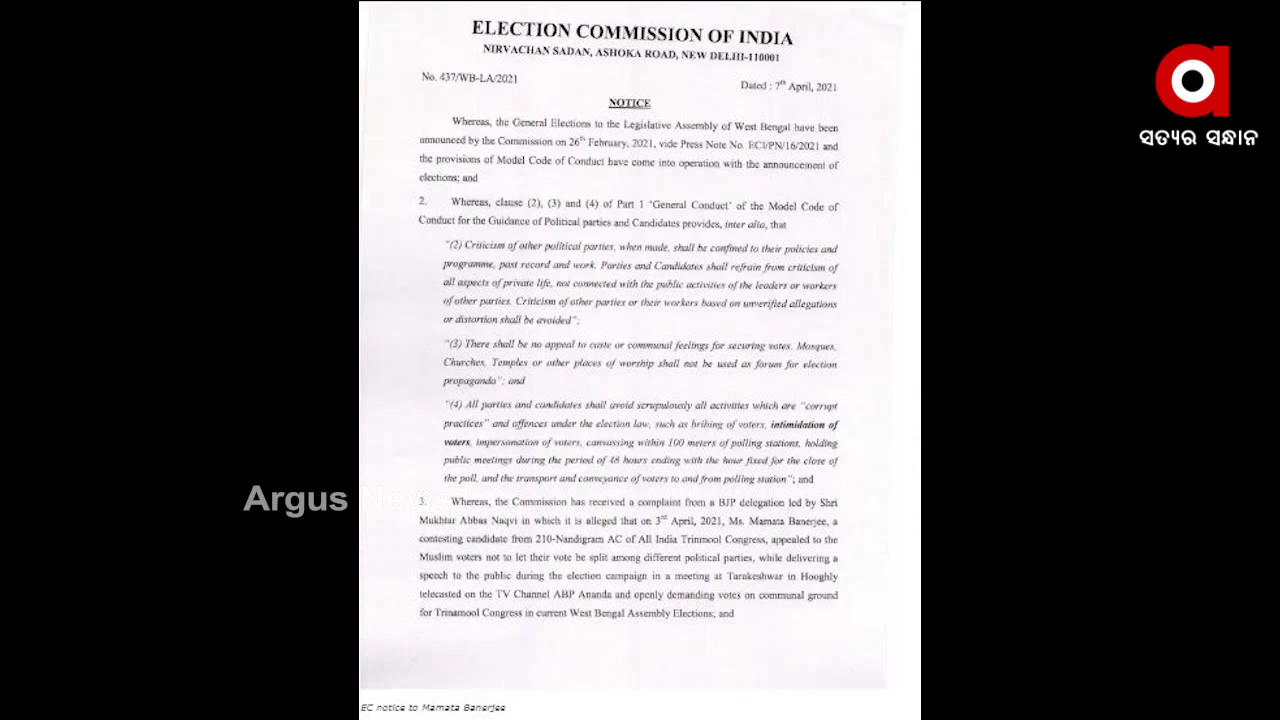 ELECTION COMMISSION OF INDIA
NIRVACHAN SADAN, ASHOKA ROAD, NEW DELHI-110001
No. 437/WB-LA/2021
Dated : 7th April, 2021
NOTICE
Whereas, the General Elections to the Legislative Assembly of West Bengal have been
announced by the Commission on 26th February, 2021, vide Press Note No. ECI/PN/16/2021 and
the provisions of Model Code of Conduct have come into operation with the announcement of
elections; and
2. Whereas, clause (2), (3) and (4) of Part 1 'General Conduct' of the Model Code of
Conduct for the Guidance of Political parties and Candidates provides, inter alia, that
"(2) Criticism of other political parties, when made, shall be confined to their policies and
programme, past record and work. Parties and Candidates shall refrain from criticism of
all aspects of private life, not connected with the public activities of the leaders or workers
of other parties. Criticism of other parties or their workers based on unverified allegations
or distortion shall be avoided";
"(3) There shall be no appeal to caste or communal feelings for securing votes. Mosques,
Churches, Temples or other places of worship shall not be used as forum for election
propaganda"; and
"(4) All parties and candidates shall avoid scrupulously all activities which are "corrupt
practices" and offences under the election law, such as bribing of voters, intimidation of
voters, impersonation of voters, canvassing within 100 meters of polling stations, holding
public meetings during the period of 48 hours ending with the hour fixed for the close of
the poll, and the transport and conveyance of voters to and from polling station"; and
3. Whereas, the Commission has received a complaint from a BJP delegation led by Shri
Mukhtar Abbas Naqvi in which it is alleged that on 3rd April, 2021, Ms. Mamata Banerjee, a
contesting candidate from 210-Nandigram AC of All India Trinmool Congress, appealed to the
Muslim voters not to let their vote be split among different political parties, while delivering a
speech to the public during the election campaign in a meeting at Tarakeshwar in Hooghly
telecasted on the TV Channel ABP Ananda and openly demanding votes on communal ground
for Trinamool Congress in current West Bengal Assembly Elections; and
EC notice to Mamata Banerjee
Argus News
ସତ୍ୟର ସନ୍ଧାନ